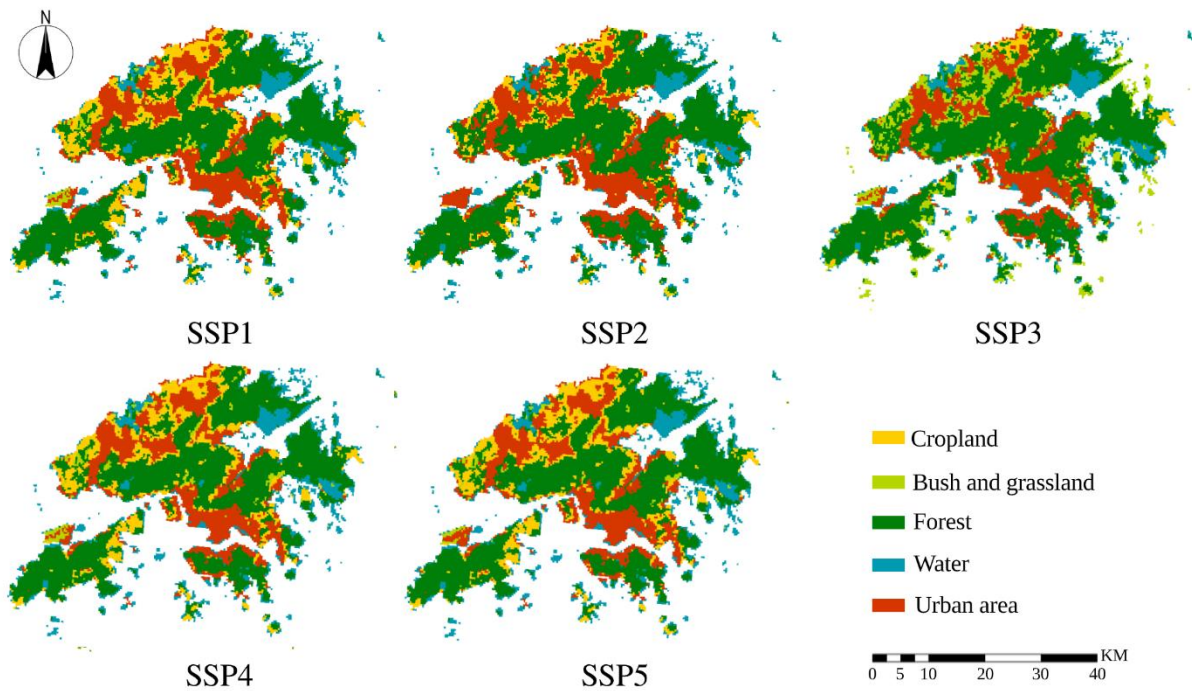 N
SSP1
SSP2
SSP3
SSP4
SSP5
Cropland
Bush and grassland
Forest
Water
Urban area
KM
0 5 10 20 30 40